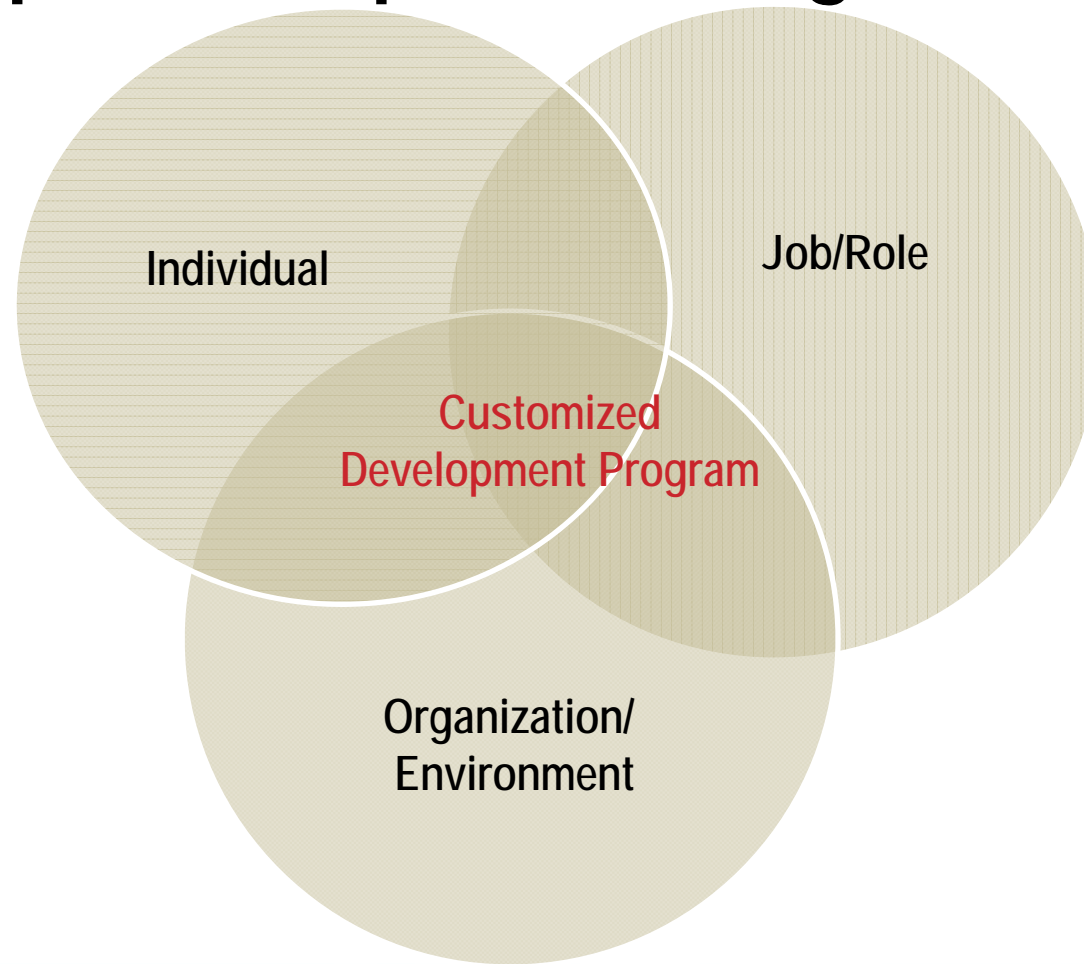 Individual
Job/Role
Customized
Development Program
Organization/
Environment